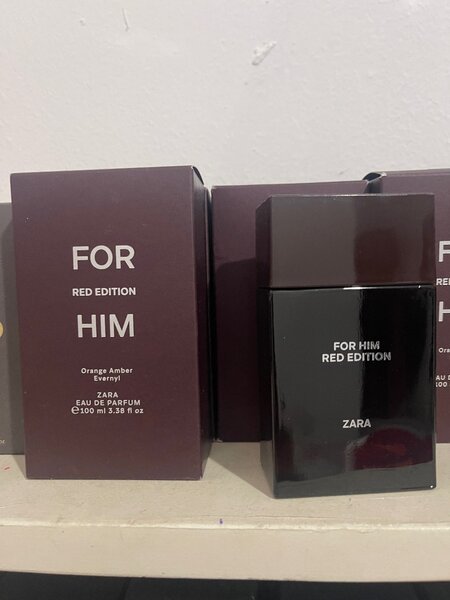 FOR
RED EDITION
HIM
Orange Amber
Evernyl
ZARA
EAU DE PARFUM
℮100 ml 3.38 fl oz
FOR HIM
RED EDITION
ZARA